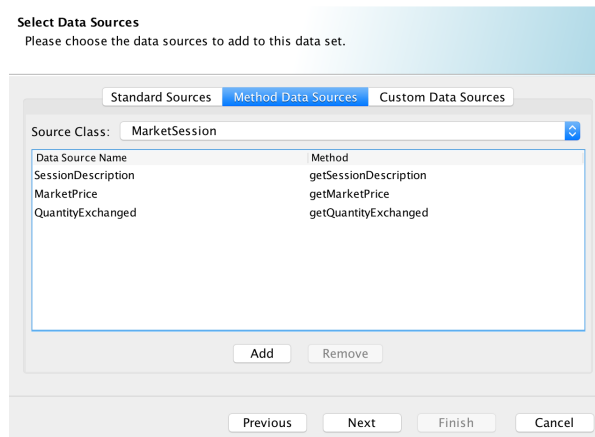 Select Data Sources
Please choose the data sources to add to this data set.
Standard Sources Method Data Sources Custom Data Sources
Source Class: MarketSession
Data Source Name Method
SessionDescription getSessionDescription
MarketPrice getMarketPrice
QuantityExchanged getQuantityExchanged
Add Remove
Previous Next Finish Cancel